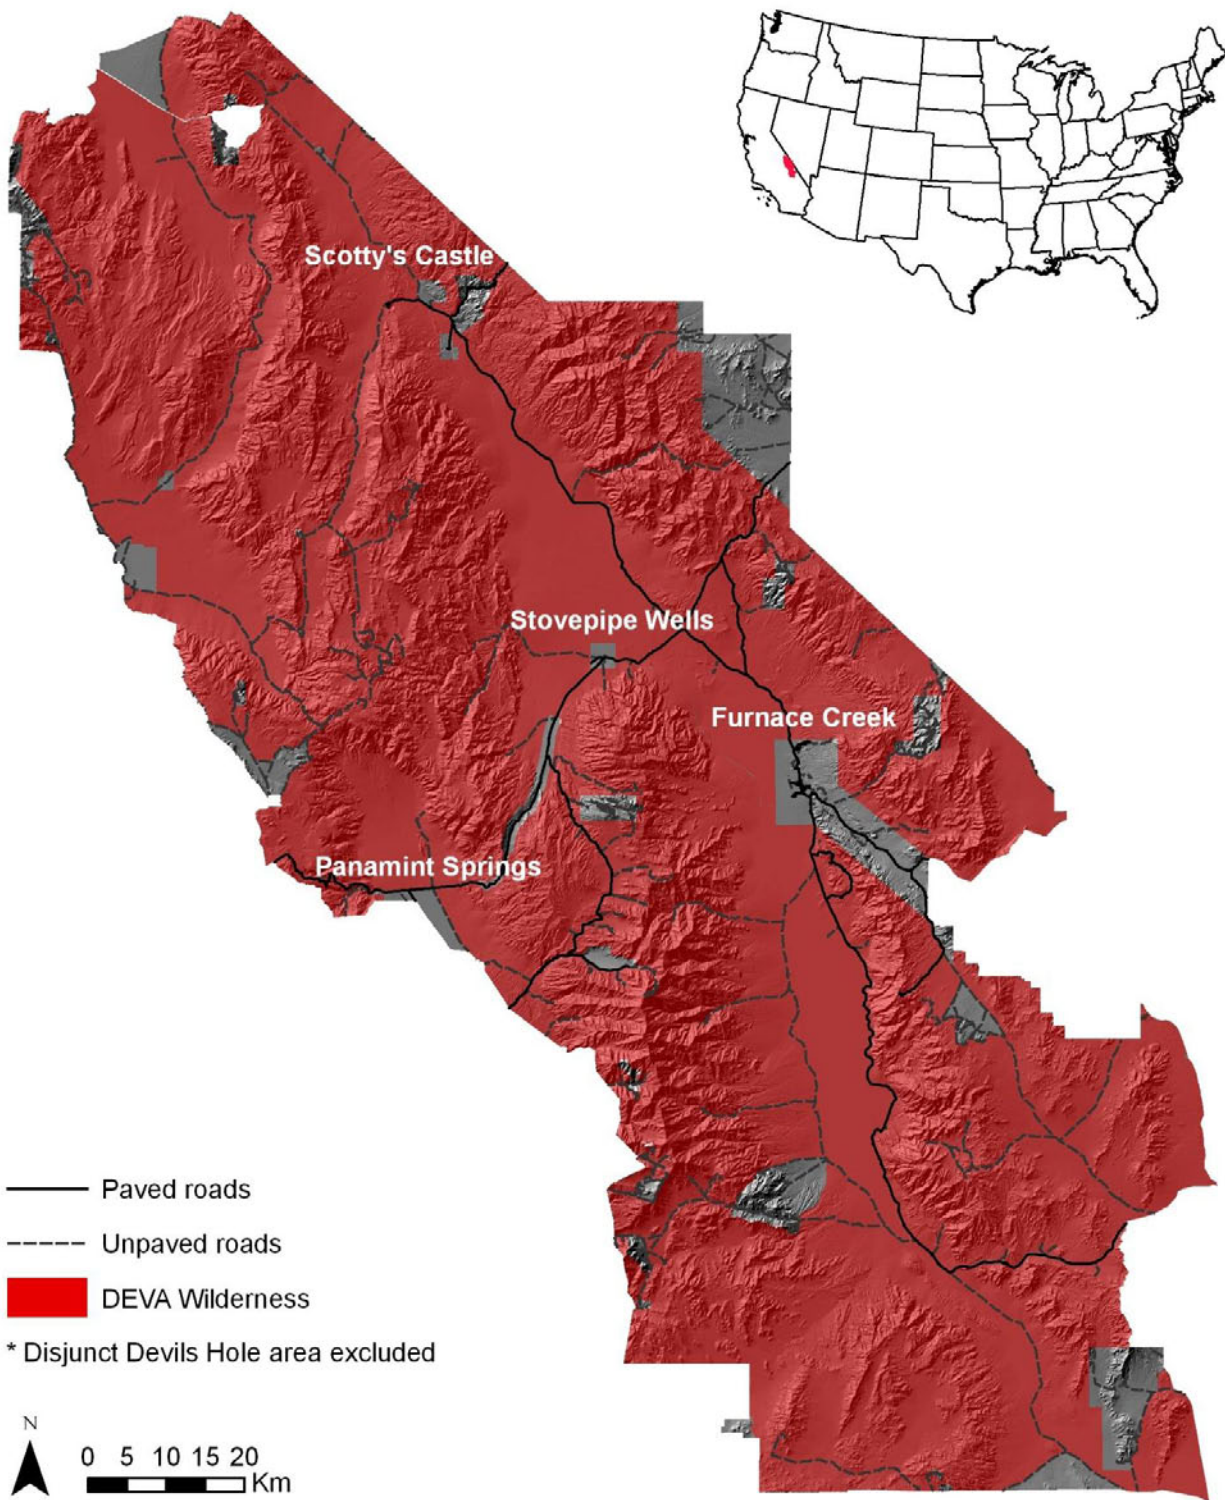 Scotty's Castle
Stovepipe Wells
Furnace Creek
Panamint Springs
Paved roads
Unpaved roads
DEVA Wilderness
* Disjunct Devils Hole area excluded
N
0 5 10 15 20
Km